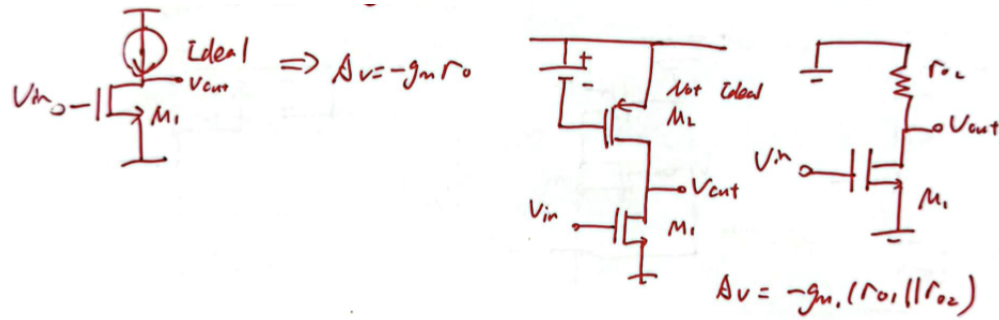 Ideal
⇒ Av = -gm ro
Vout
Vin
M1
+
-
Not Ideal
M2
Vout
Vin
M1
ro2
Vout
Vin
M1
Av = -gm1 (ro1 || ro2)